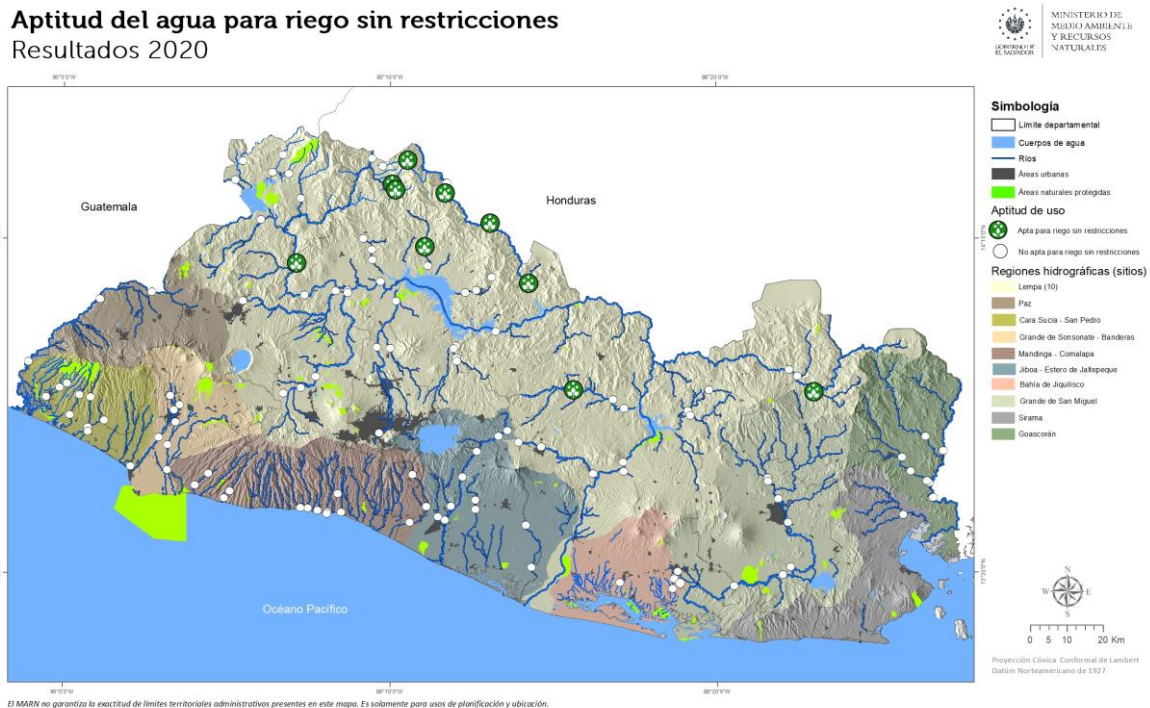 Aptitud del agua para riego sin restricciones
Resultados 2020
GOBIERNO DE
EL SALVADOR
MINISTERIO DE
MEDIO AMBIENTE
Y RECURSOS
NATURALES
Guatemala
Honduras
Océano Pacífico
Simbología
Límite departamental
Cuerpos de agua
Ríos
Áreas urbanas
Áreas naturales protegidas
Aptitud de uso
Apta para riego sin restricciones
No apta para riego sin restricciones
Regiones hidrográficas (sitios)
Lempa (10)
Paz
Cara Sucia - San Pedro
Grande de Sonsonate - Banderas
Mandinga - Comalapa
Jiboa - Estero de Jaltepeque
Bahía de Jiquilisco
Grande de San Miguel
Sirama
Goascorán
N
W E
S
0 5 10 20 Km
Proyección Cónica Conformal de Lambert
Datúm Norteamericano de 1927
El MARN no garantiza la exactitud de límites territoriales administrativos presentes en este mapa. Es solamente para usos de planificación y ubicación.